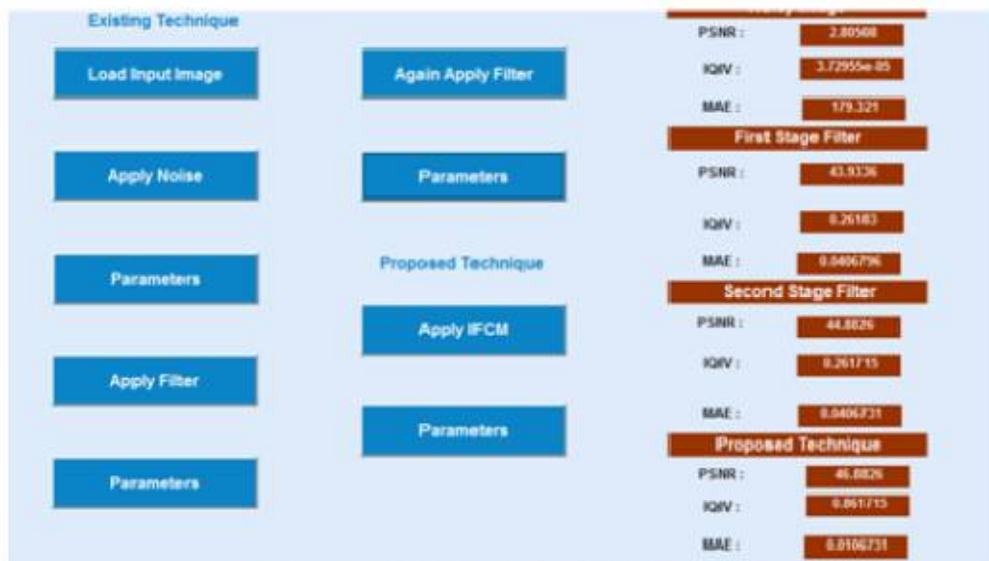 Existing Technique
Load Input Image
Apply Noise
Parameters
Apply Filter
Parameters
Again Apply Filter
Parameters
Proposed Technique
Apply IFCM
Parameters
PSNR : 2.80508
IQIV : 3.72955e-05
MAE : 179.321
First Stage Filter
PSNR : 43.9336
IQIV : 0.26183
MAE : 0.0406796
Second Stage Filter
PSNR : 44.8826
IQIV : 0.261715
MAE : 0.0406731
Proposed Technique
PSNR : 46.8826
IQIV : 0.861715
MAE : 0.0106731